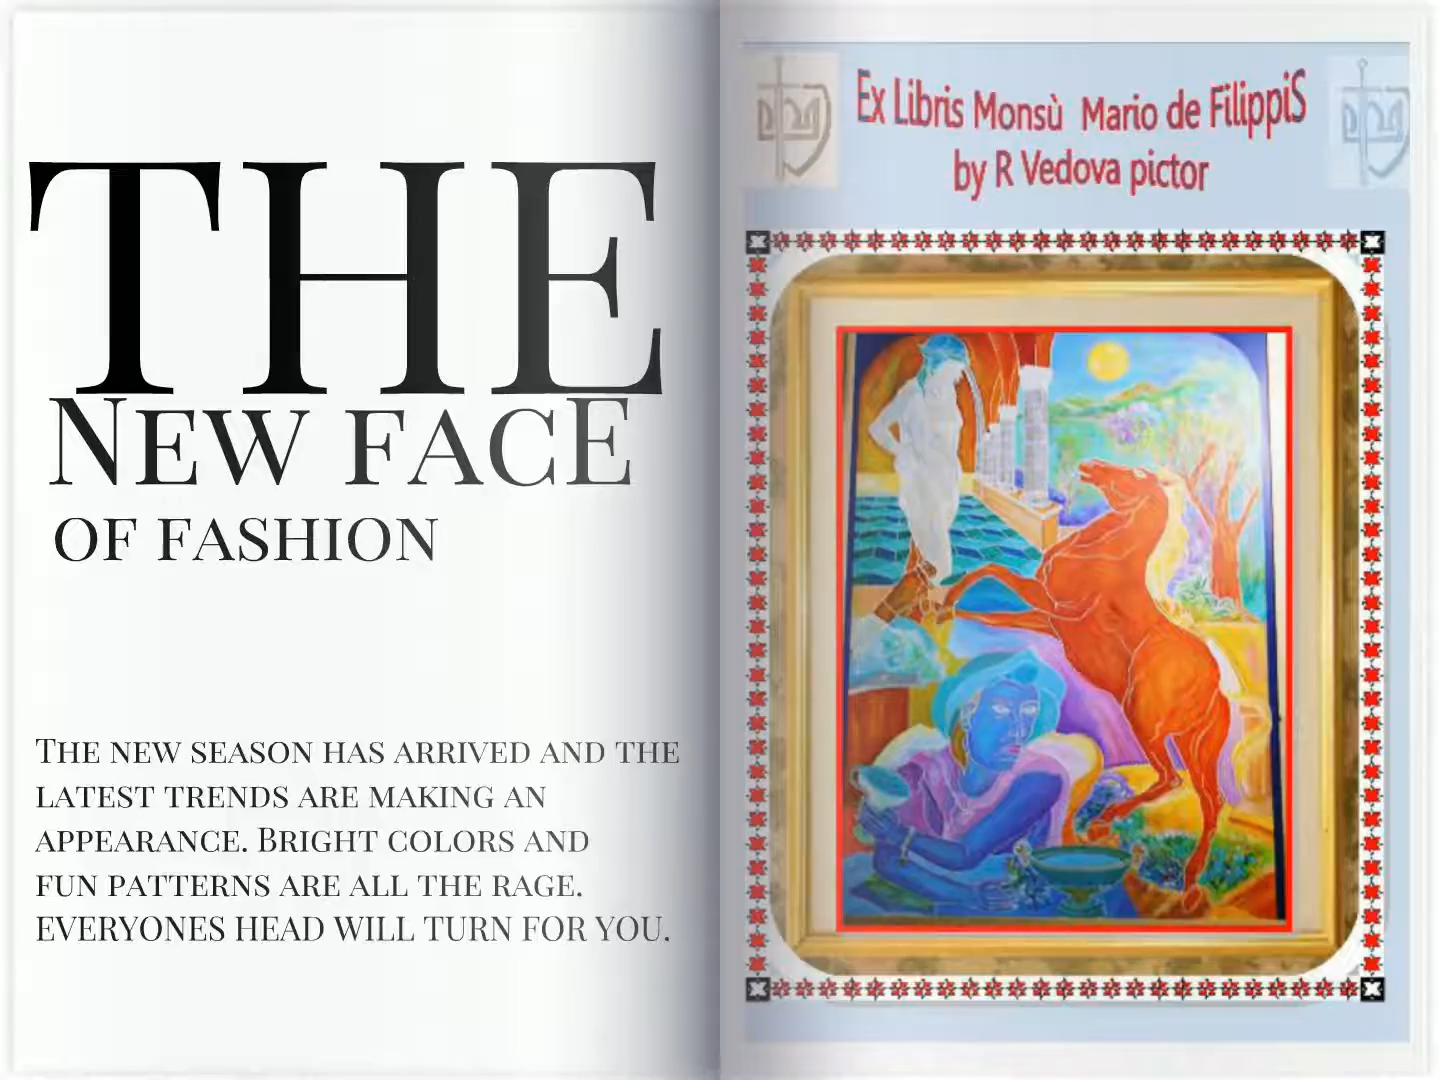 THE
NEW FACE
OF FASHION
THE NEW SEASON HAS ARRIVED AND THE
LATEST TRENDS ARE MAKING AN
APPEARANCE. BRIGHT COLORS AND
FUN PATTERNS ARE ALL THE RAGE.
EVERYONES HEAD WILL TURN FOR YOU.
Ex Libris Monsù Mario de FilippiS
by R Vedova pictor